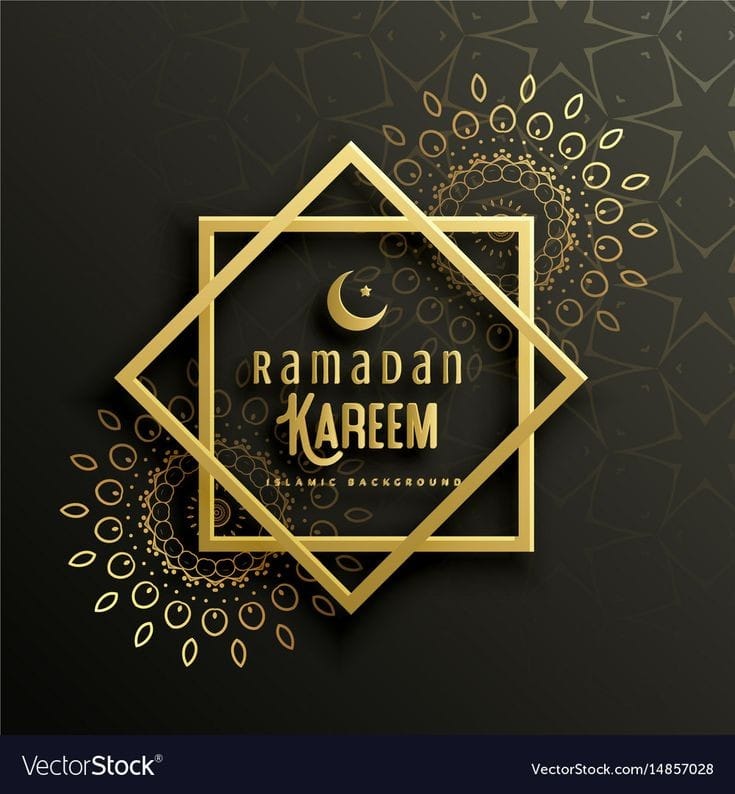 Ramadan
KAREEM
ISLAMIC BACKGROUND
VectorStock®
VectorStock.com/14857028